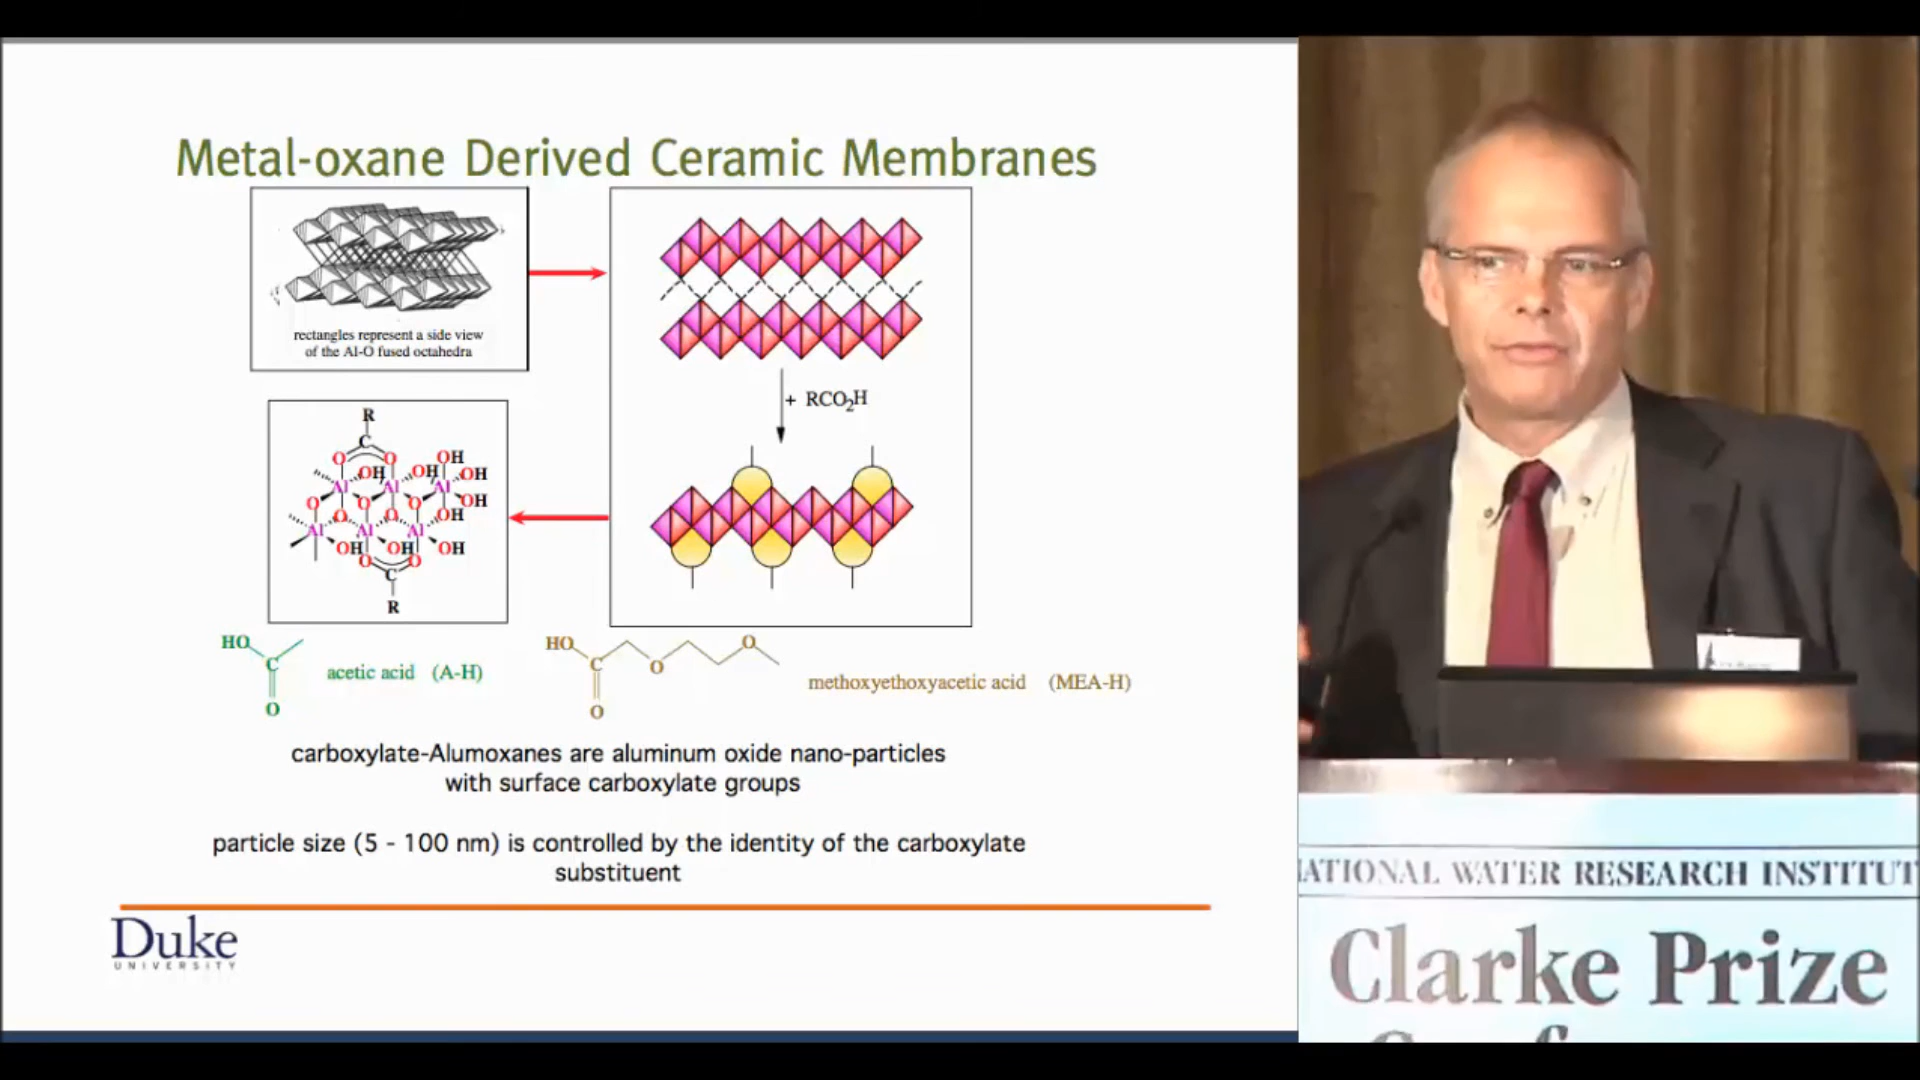 Metal-oxane Derived Ceramic Membranes
rectangles represent a side view
of the Al-O fused octahedra
+ RCO2H
R
C
O O
OH OH OH
OH
Al Al Al
O O O OH
O O OH
Al Al Al
OH OH OH
O O
C
R
HO
C
O
acetic acid (A-H)
HO
C
O
O
O
methoxyethoxyacetic acid (MEA-H)
carboxylate-Alumoxanes are aluminum oxide nano-particles
with surface carboxylate groups
particle size (5 - 100 nm) is controlled by the identity of the carboxylate
substituent
Duke
UNIVERSITY
ATIONAL WATER RESEARCH INSTITUT
Clarke Prize